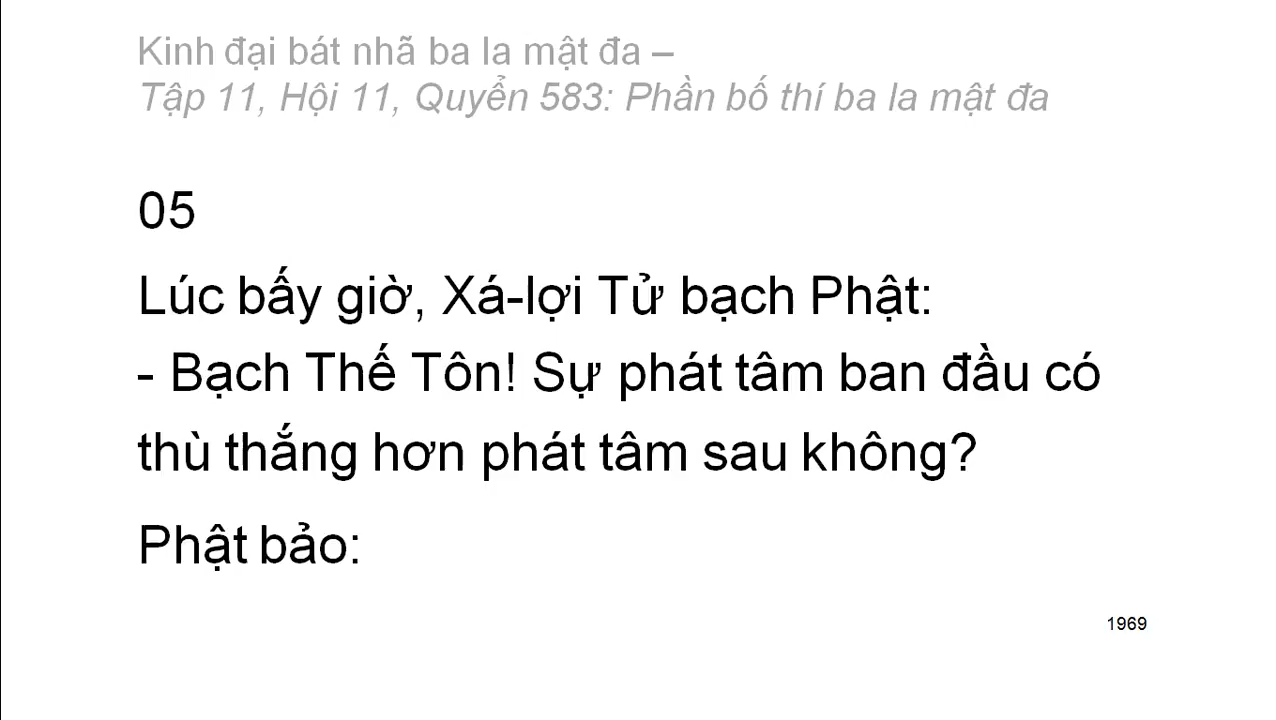 Kinh đại bát nhã ba la mật đa –
Tập 11, Hội 11, Quyển 583: Phần bố thí ba la mật đa
05
Lúc bấy giờ, Xá-lợi Tử bạch Phật:
- Bạch Thế Tôn! Sự phát tâm ban đầu có
thù thắng hơn phát tâm sau không?
Phật bảo:
1969